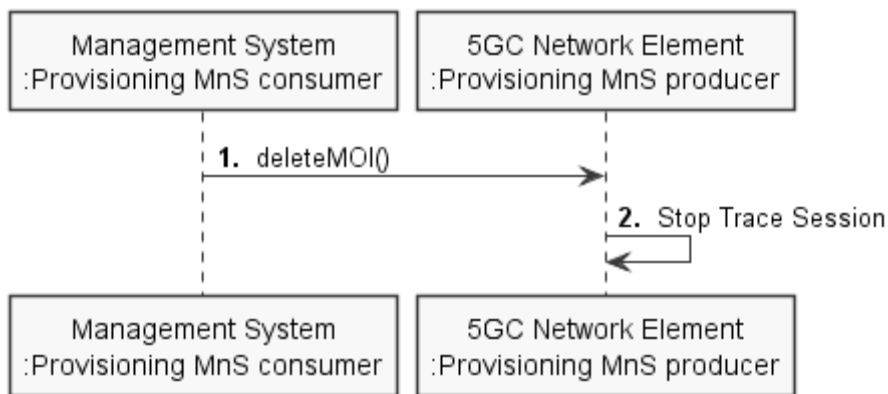 Management System
:Provisioning MnS consumer
5GC Network Element
:Provisioning MnS producer
1. deleteMOI()
2. Stop Trace Session
Management System
:Provisioning MnS consumer
5GC Network Element
:Provisioning MnS producer